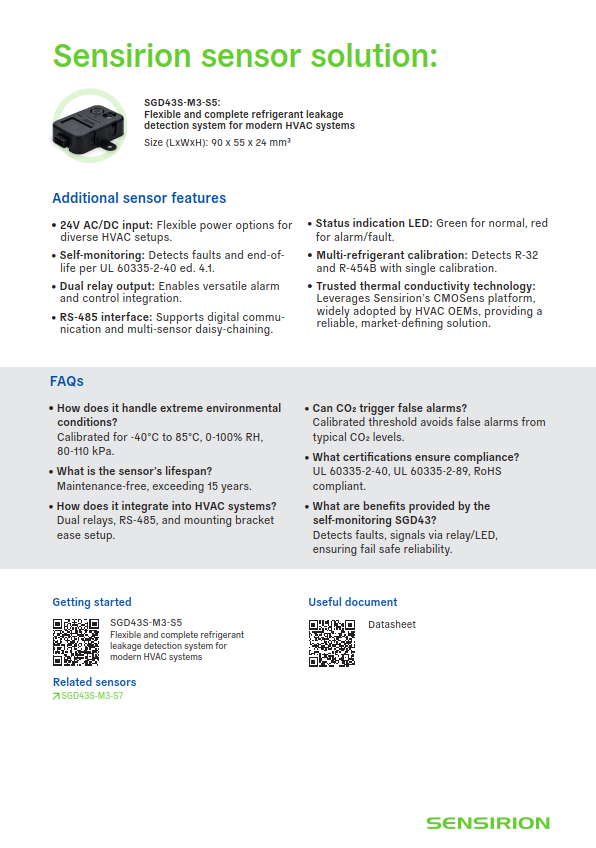 Sensirion sensor solution:
SGD43S-M3-S5:
Flexible and complete refrigerant leakage
detection system for modern HVAC systems
Size (LxWxH): 90 x 55 x 24 mm³
Additional sensor features
• 24V AC/DC input: Flexible power options for
diverse HVAC setups.
• Self-monitoring: Detects faults and end-of-
life per UL 60335-2-40 ed. 4.1.
• Dual relay output: Enables versatile alarm
and control integration.
• RS-485 interface: Supports digital commu-
nication and multi-sensor daisy-chaining.
• Status indication LED: Green for normal, red
for alarm/fault.
• Multi-refrigerant calibration: Detects R-32
and R-454B with single calibration.
• Trusted thermal conductivity technology:
Leverages Sensirion's CMOSens platform,
widely adopted by HVAC OEMs, providing a
reliable, market-defining solution.
FAQs
• How does it handle extreme environmental
conditions?
Calibrated for -40°C to 85°C, 0-100% RH,
80-110 kPa.
• What is the sensor's lifespan?
Maintenance-free, exceeding 15 years.
• How does it integrate into HVAC systems?
Dual relays, RS-485, and mounting bracket
ease setup.
• Can CO₂ trigger false alarms?
Calibrated threshold avoids false alarms from
typical CO₂ levels.
• What certifications ensure compliance?
UL 60335-2-40, UL 60335-2-89, RoHS
compliant.
• What are benefits provided by the
self-monitoring SGD43?
Detects faults, signals via relay/LED,
ensuring fail safe reliability.
Getting started
SGD43S-M3-S5
Flexible and complete refrigerant
leakage detection system for
modern HVAC systems
Related sensors
SGD43S-M3-S7
Useful document
Datasheet
SENSIRION